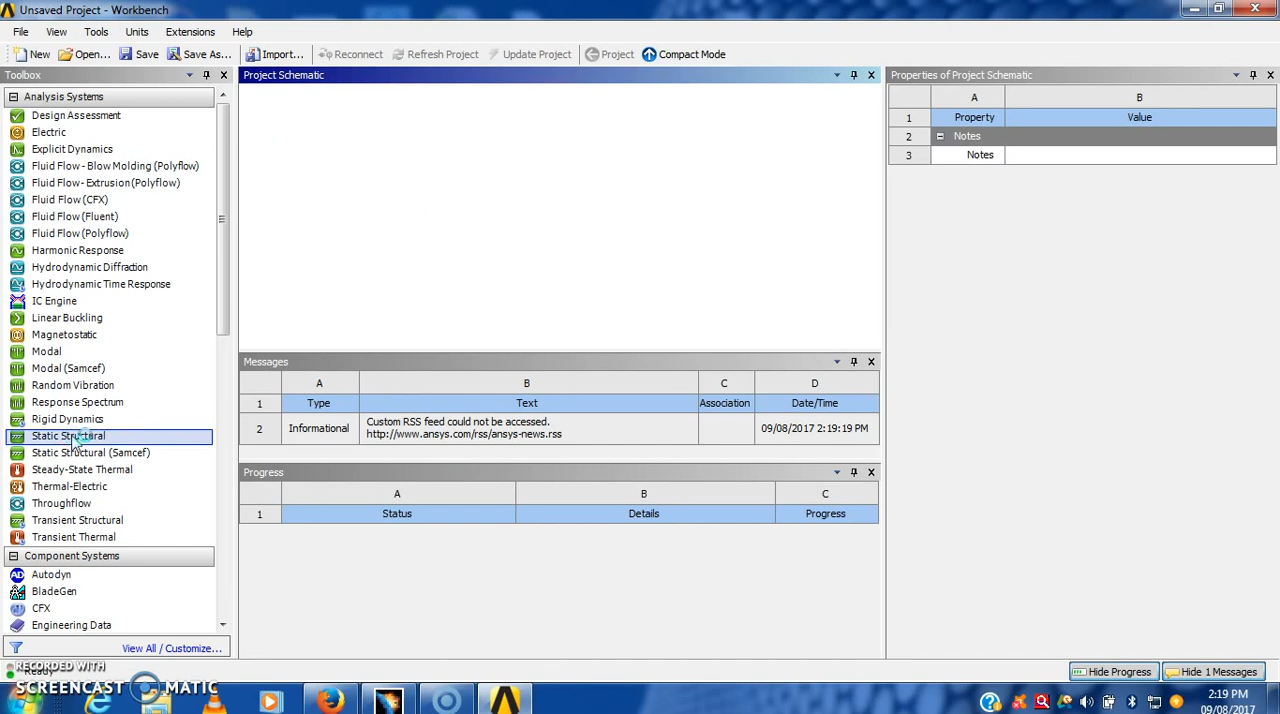 Unsaved Project - Workbench
File View Tools Units Extensions Help
New Open... Save Save As... Import... Reconnect Refresh Project Update Project Project Compact Mode
Toolbox
Analysis Systems
Design Assessment
Electric
Explicit Dynamics
Fluid Flow - Blow Molding (Polyflow)
Fluid Flow - Extrusion (Polyflow)
Fluid Flow (CFX)
Fluid Flow (Fluent)
Fluid Flow (Polyflow)
Harmonic Response
Hydrodynamic Diffraction
Hydrodynamic Time Response
IC Engine
Linear Buckling
Magnetostatic
Modal
Modal (Samcef)
Random Vibration
Response Spectrum
Rigid Dynamics
Static Structural
Static Structural (Samcef)
Steady-State Thermal
Thermal-Electric
Throughflow
Transient Structural
Transient Thermal
Component Systems
Autodyn
BladeGen
CFX
Engineering Data
View All / Customize...
Project Schematic
Messages
A B C D
1 Type Text Association Date/Time
2 Informational Custom RSS feed could not be accessed. http://www.ansys.com/rss/ansys-news.rss 09/08/2017 2:19:19 PM
Progress
A B C
1 Status Details Progress
Properties of Project Schematic
A B
1 Property Value
2 Notes
3 Notes
Ready
Hide Progress Hide 1 Messages
RECORDED WITH
SCREENCAST MATIC
2:19 PM
09/08/2017